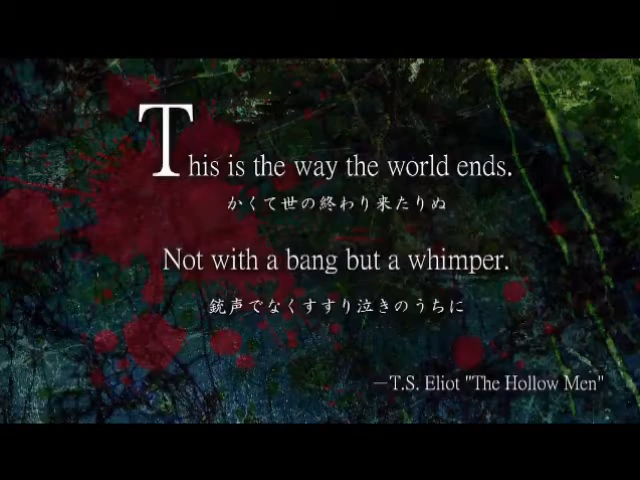 This is the way the world ends.
かくて世の終わり来たりぬ
Not with a bang but a whimper.
銃声でなくすすり泣きのうちに
—T.S. Eliot "The Hollow Men"